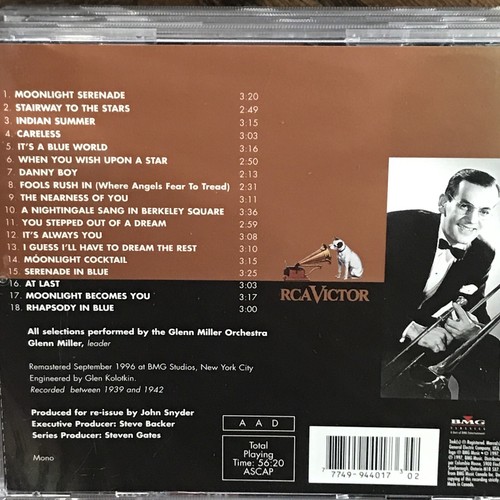 1. MOONLIGHT SERENADE 3:20
2. STAIRWAY TO THE STARS 2:49
3. INDIAN SUMMER 3:15
4. CARELESS 3:03
5. IT'S A BLUE WORLD 3:16
6. WHEN YOU WISH UPON A STAR 2:50
7. DANNY BOY 2:13
8. FOOLS RUSH IN (Where Angels Fear To Tread) 2:31
9. THE NEARNESS OF YOU 3:11
10. A NIGHTINGALE SANG IN BERKELEY SQUARE 3:36
11. YOU STEPPED OUT OF A DREAM 2:59
12. IT'S ALWAYS YOU 3:08
13. I GUESS I'LL HAVE TO DREAM THE REST 3:10
14. MOONLIGHT COCKTAIL 3:15
15. SERENADE IN BLUE 3:25
16. AT LAST 3:03
17. MOONLIGHT BECOMES YOU 3:17
18. RHAPSODY IN BLUE 3:00
RCA VICTOR
All selections performed by the Glenn Miller Orchestra
Glenn Miller, leader
Remastered September 1996 at BMG Studios, New York City
Engineered by Glen Kolotkin.
Recorded between 1939 and 1942
Produced for re-issue by John Snyder
Executive Producer: Steve Backer
Series Producer: Steven Gates
Mono
A A D
Total
Playing
Time: 56:20
ASCAP
7 7749-944017 0 2
BMG
CLASSICS